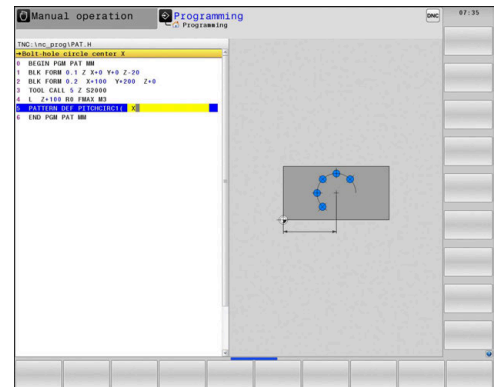 Manual operation
Programming
Programming
DNC
07:35
TNC:\nc_prog\PAT.H
→Bolt-hole circle center X
0 BEGIN PGM PAT MM
1 BLK FORM 0.1 Z X+0 Y+0 Z-20
2 BLK FORM 0.2 X+100 Y+200 Z+0
3 TOOL CALL 5 Z S2000
4 L Z+100 R0 FMAX M3
5 PATTERN DEF PITCHCIRC1( X
6 END PGM PAT MM